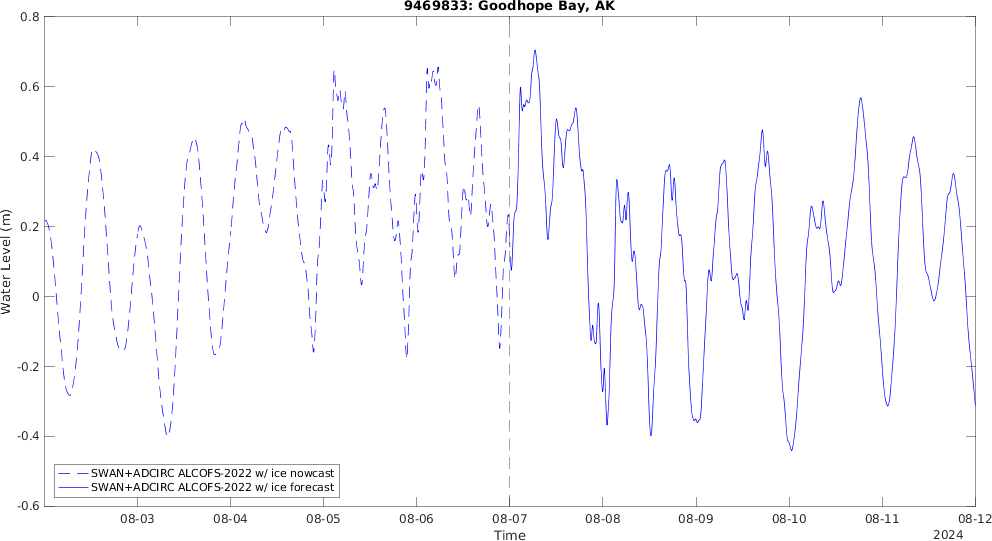 9469833: Goodhope Bay, AK
Water Level (m)
0.8
0.6
0.4
0.2
0
-0.2
-0.4
-0.6
SWAN+ADCIRC ALCOFS-2022 w/ ice nowcast
SWAN+ADCIRC ALCOFS-2022 w/ ice forecast
08-03 08-04 08-05 08-06 08-07 08-08 08-09 08-10 08-11 08-12
Time
2024